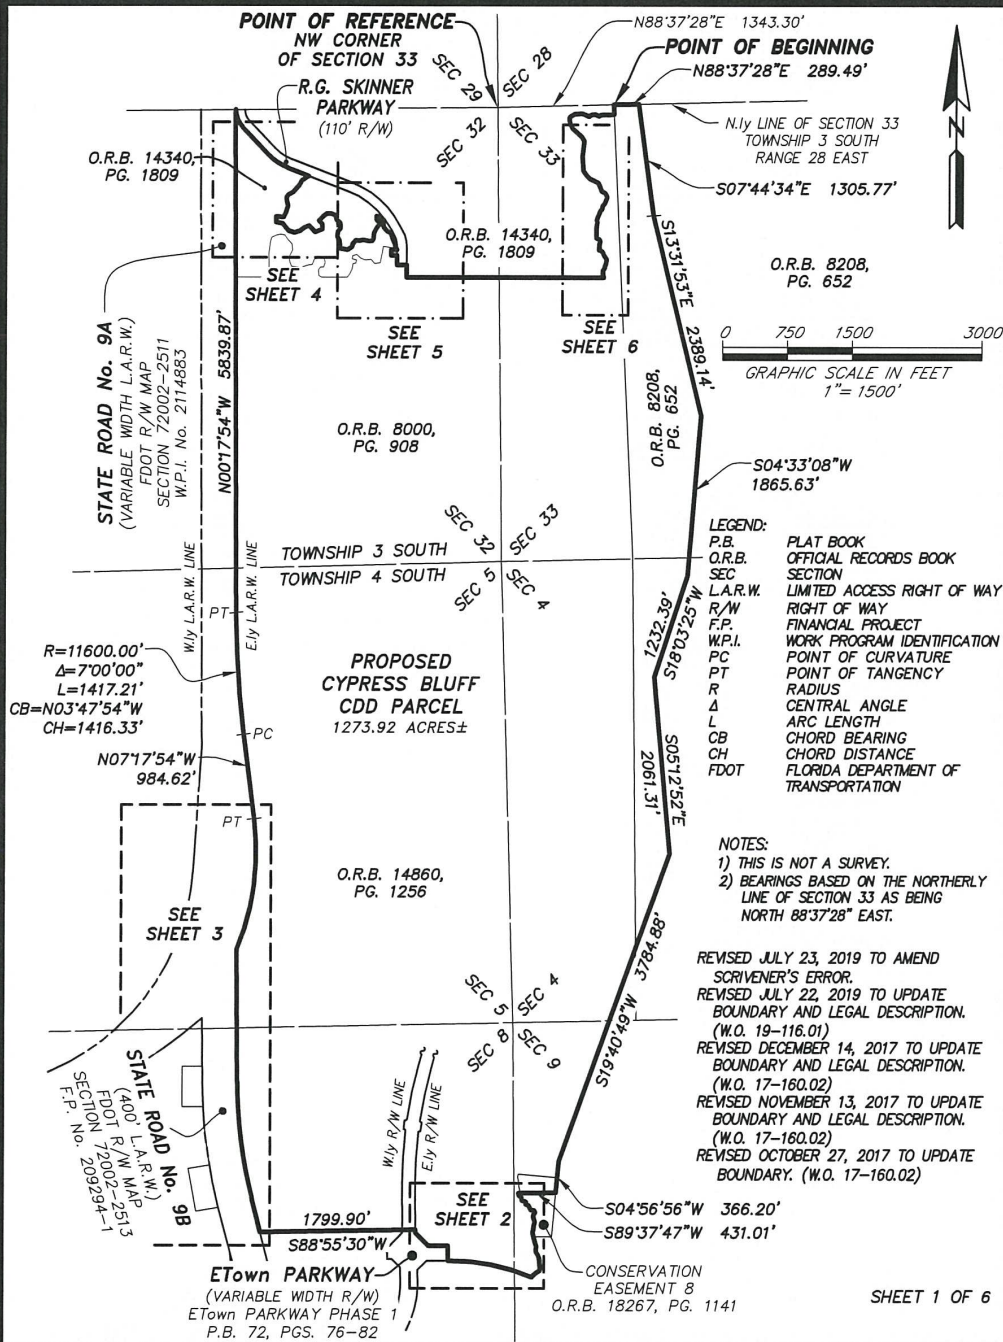 POINT OF REFERENCE
NW CORNER
OF SECTION 33
N88°37'28"E 1343.30'
POINT OF BEGINNING
N88°37'28"E 289.49'
SEC 29
SEC 28
SEC 32
SEC 33
R.G. SKINNER
PARKWAY
(110' R/W)
N
N.ly LINE OF SECTION 33
TOWNSHIP 3 SOUTH
RANGE 28 EAST
O.R.B. 14340,
PG. 1809
S07°44'34"E 1305.77'
O.R.B. 14340,
PG. 1809
S13°31'53"E 2389.14'
O.R.B. 8208,
PG. 652
SEE
SHEET 4
SEE
SHEET 5
SEE
SHEET 6
0 750 1500 3000
GRAPHIC SCALE IN FEET
1"= 1500'
STATE ROAD No. 9A
(VARIABLE WIDTH L.A.R.W.)
FDOT R/W MAP
SECTION 72002-2511
W.P.I. No. 2114883
N00°17'54"W 5839.87'
O.R.B. 8000,
PG. 908
O.R.B. 8208,
PG. 652
S04°33'08"W
1865.63'
SEC 32
SEC 33
TOWNSHIP 3 SOUTH
TOWNSHIP 4 SOUTH
SEC 5
SEC 4
W.ly L.A.R.W. LINE
E.ly L.A.R.W. LINE
PT
LEGEND:
P.B. PLAT BOOK
O.R.B. OFFICIAL RECORDS BOOK
SEC SECTION
L.A.R.W. LIMITED ACCESS RIGHT OF WAY
R/W RIGHT OF WAY
F.P. FINANCIAL PROJECT
W.P.I. WORK PROGRAM IDENTIFICATION
PC POINT OF CURVATURE
PT POINT OF TANGENCY
R RADIUS
Δ CENTRAL ANGLE
L ARC LENGTH
CB CHORD BEARING
CH CHORD DISTANCE
FDOT FLORIDA DEPARTMENT OF
TRANSPORTATION
1232.39'
S18°03'25"W
R=11600.00'
Δ=7°00'00"
L=1417.21'
CB=N03°47'54"W
CH=1416.33'
PROPOSED
CYPRESS BLUFF
CDD PARCEL
1273.92 ACRES±
PC
N07°17'54"W
984.62'
S05°12'52"E
2061.31'
PT
NOTES:
1) THIS IS NOT A SURVEY.
2) BEARINGS BASED ON THE NORTHERLY
LINE OF SECTION 33 AS BEING
NORTH 88°37'28" EAST.
O.R.B. 14860,
PG. 1256
SEE
SHEET 3
S19°40'49"W 3784.88'
REVISED JULY 23, 2019 TO AMEND
SCRIVENER'S ERROR.
REVISED JULY 22, 2019 TO UPDATE
BOUNDARY AND LEGAL DESCRIPTION.
(W.O. 19-116.01)
REVISED DECEMBER 14, 2017 TO UPDATE
BOUNDARY AND LEGAL DESCRIPTION.
(W.O. 17-160.02)
REVISED NOVEMBER 13, 2017 TO UPDATE
BOUNDARY AND LEGAL DESCRIPTION.
(W.O. 17-160.02)
REVISED OCTOBER 27, 2017 TO UPDATE
BOUNDARY. (W.O. 17-160.02)
SEC 5
SEC 4
SEC 8
SEC 9
STATE ROAD No. 9B
(400' L.A.R.W.)
FDOT R/W MAP
SECTION 72002-2513
F.P. No. 209294-1
W.ly R/W LINE
E.ly R/W LINE
SEE
SHEET 2
S04°56'56"W 366.20'
S89°37'47"W 431.01'
1799.90'
S88°55'30"W
ETown PARKWAY
(VARIABLE WIDTH R/W)
ETown PARKWAY PHASE 1
P.B. 72, PGS. 76-82
CONSERVATION
EASEMENT 8
O.R.B. 18267, PG. 1141
SHEET 1 OF 6